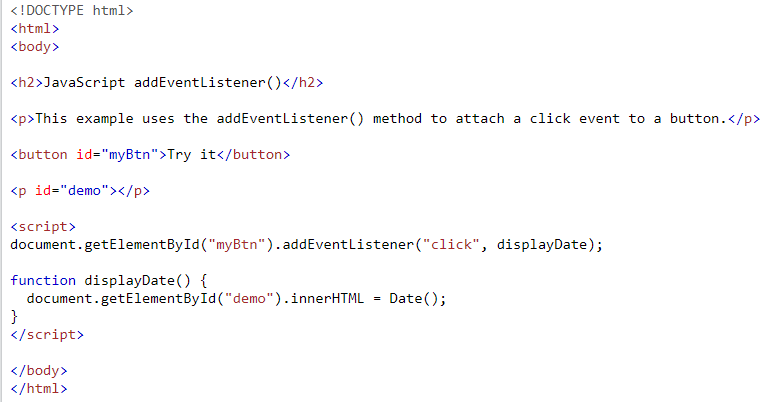 <!DOCTYPE html>
<html>
<body>
<h2>JavaScript addEventListener()</h2>
<p>This example uses the addEventListener() method to attach a click event to a button.</p>
<button id="myBtn">Try it</button>
<p id="demo"></p>
<script>
document.getElementById("myBtn").addEventListener("click", displayDate);
function displayDate() {
  document.getElementById("demo").innerHTML = Date();
}
</script>
</body>
</html>